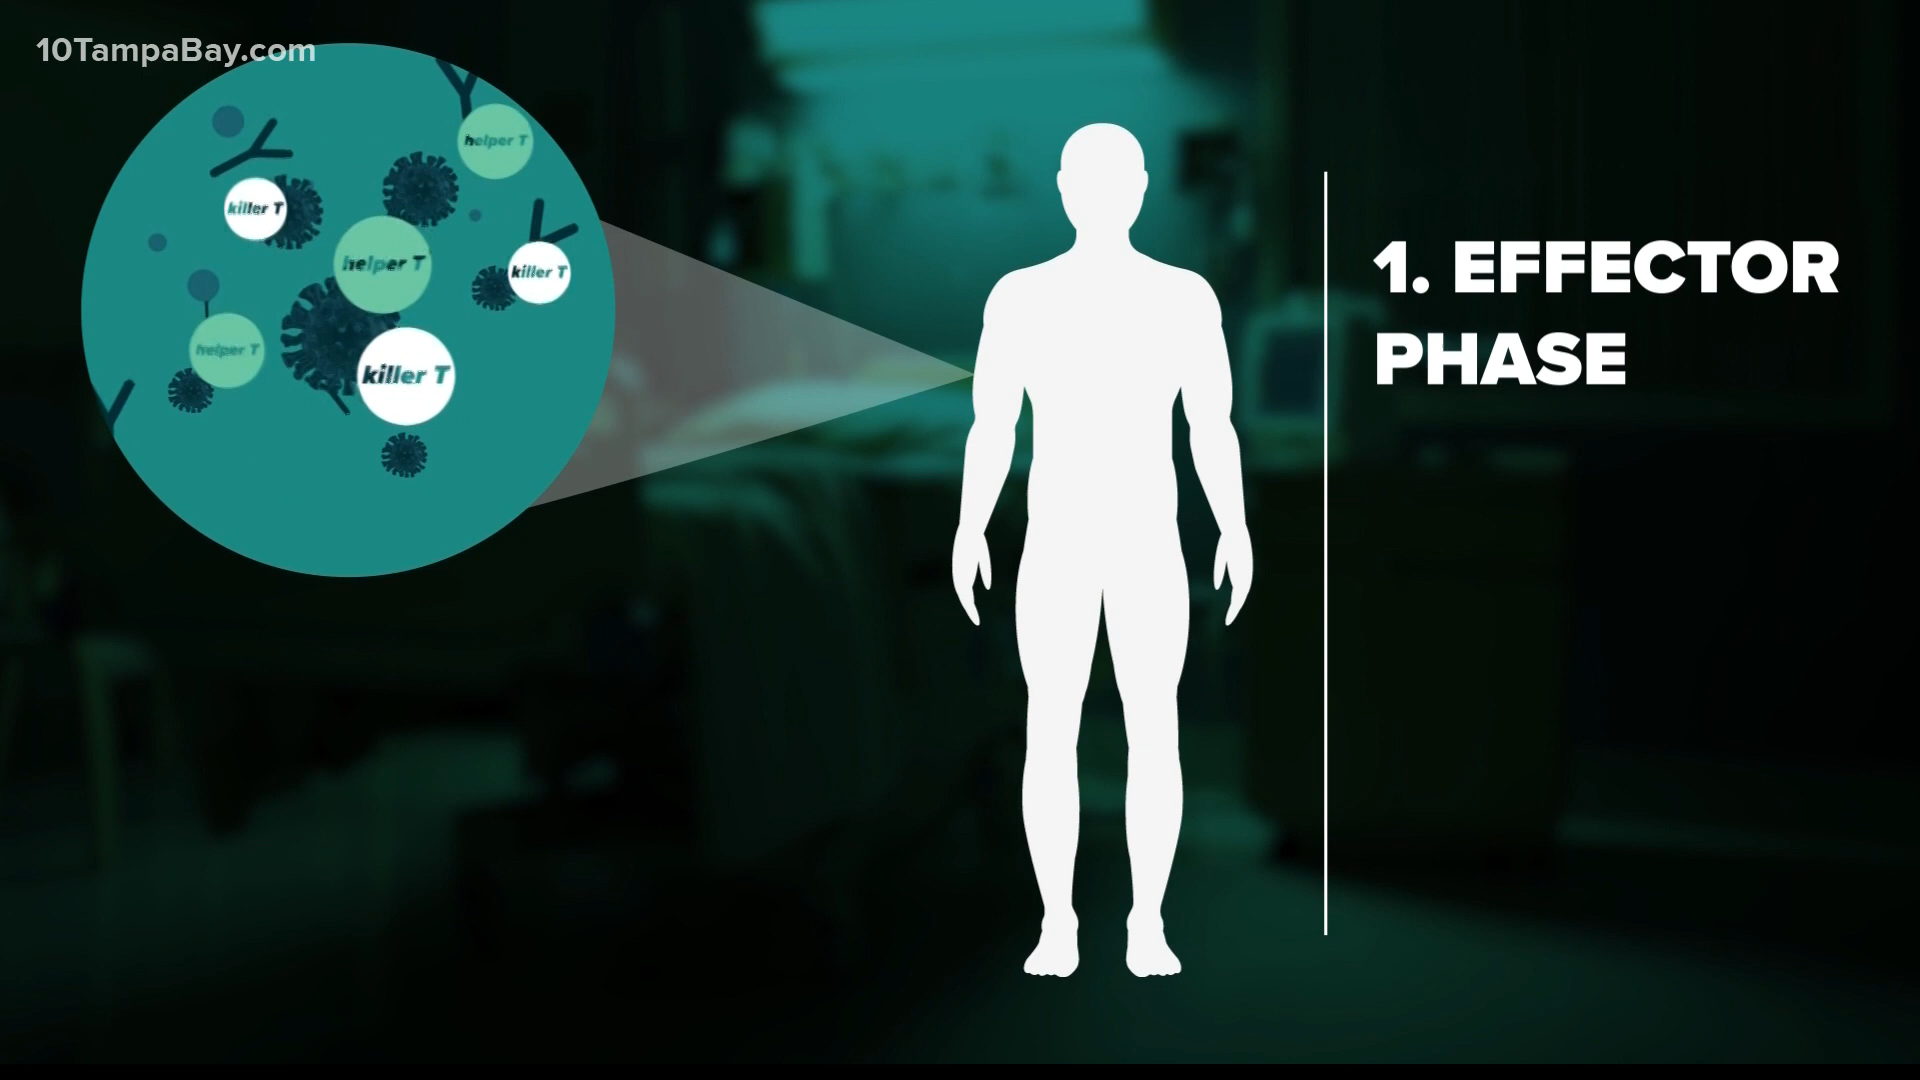 10TampaBay.com
helper T
killer T
helper T
killer T
helper T
killer T
1. EFFECTOR
PHASE